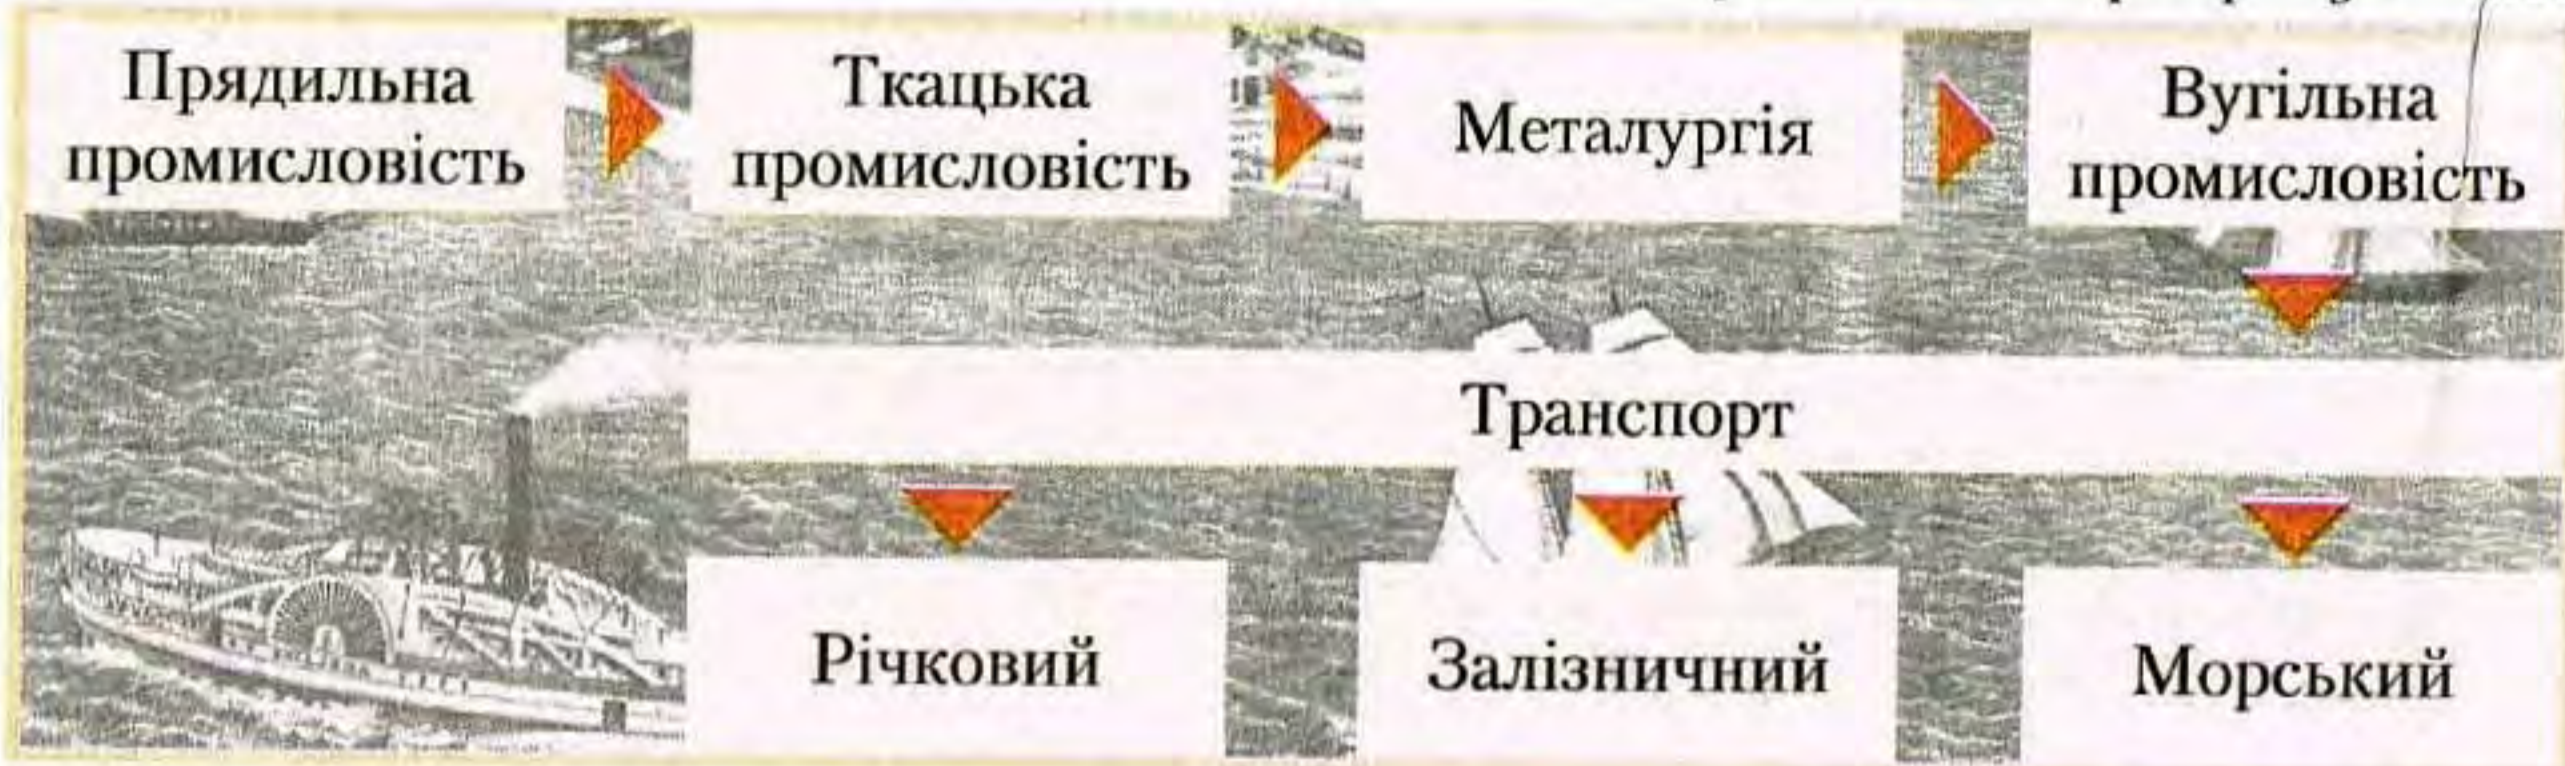 Прядильна
промисловість
Ткацька
промисловість
Металургія
Вугільна
промисловість
Транспорт
Річковий
Залізничний
Морський